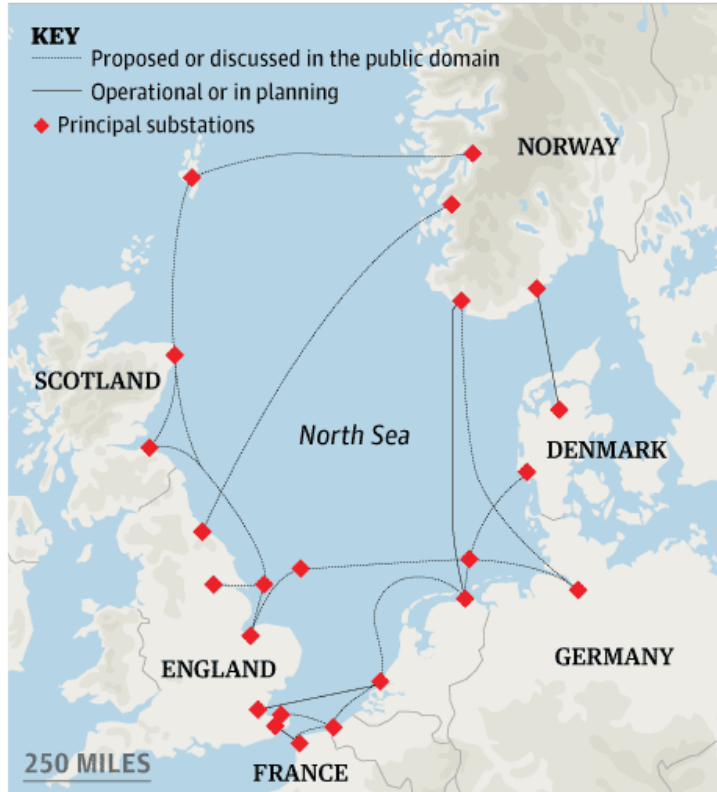 KEY
Proposed or discussed in the public domain
Operational or in planning
Principal substations
NORWAY
SCOTLAND
North Sea
DENMARK
ENGLAND
GERMANY
250 MILES
FRANCE